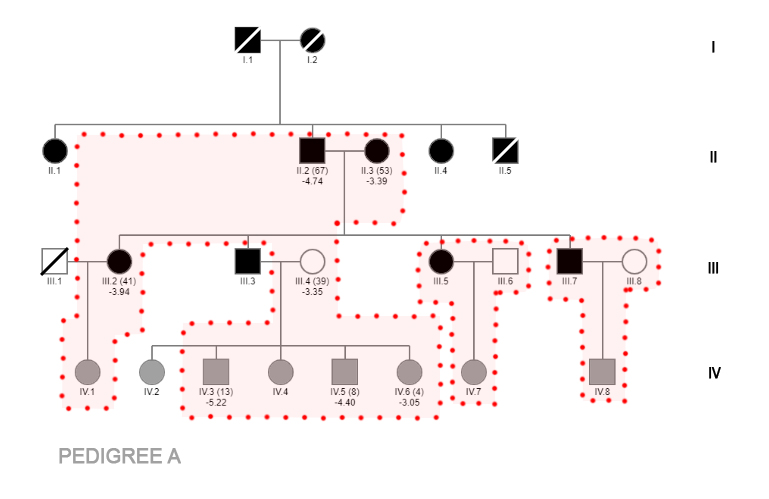 I
I.1 I.2
II
II.1 II.2 (67) II.3 (53) II.4 II.5
-4.74 -3.39
III
III.1 III.2 (41) III.3 III.4 (39) III.5 III.6 III.7 III.8
-3.94 -3.35
IV
IV.1 IV.2 IV.3 (13) IV.4 IV.5 (8) IV.6 (4) IV.7 IV.8
-5.22 -4.40 -3.05
PEDIGREE A